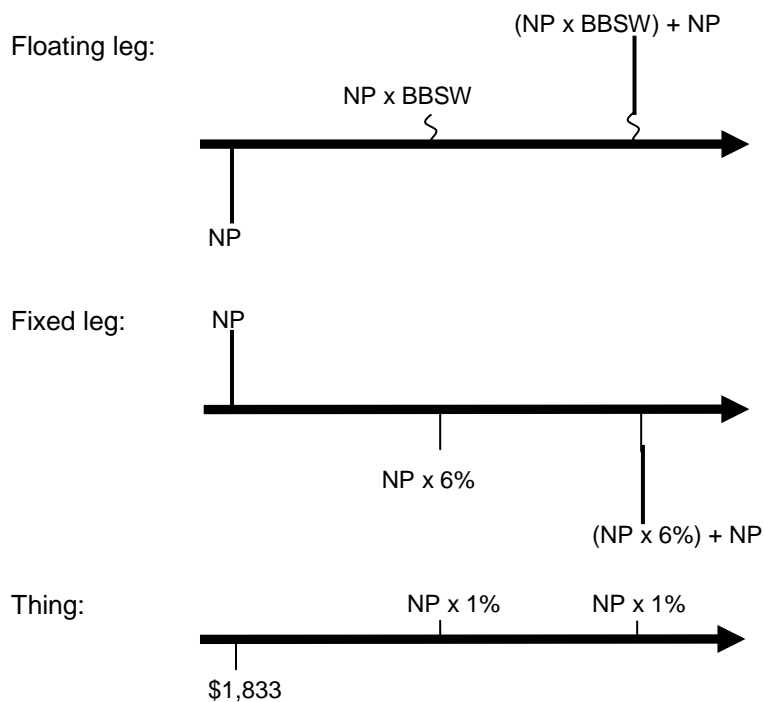 (NP x BBSW) + NP
Floating leg:
NP x BBSW
NP
Fixed leg:
NP
NP x 6%
(NP x 6%) + NP
Thing:
NP x 1%
NP x 1%
$1,833